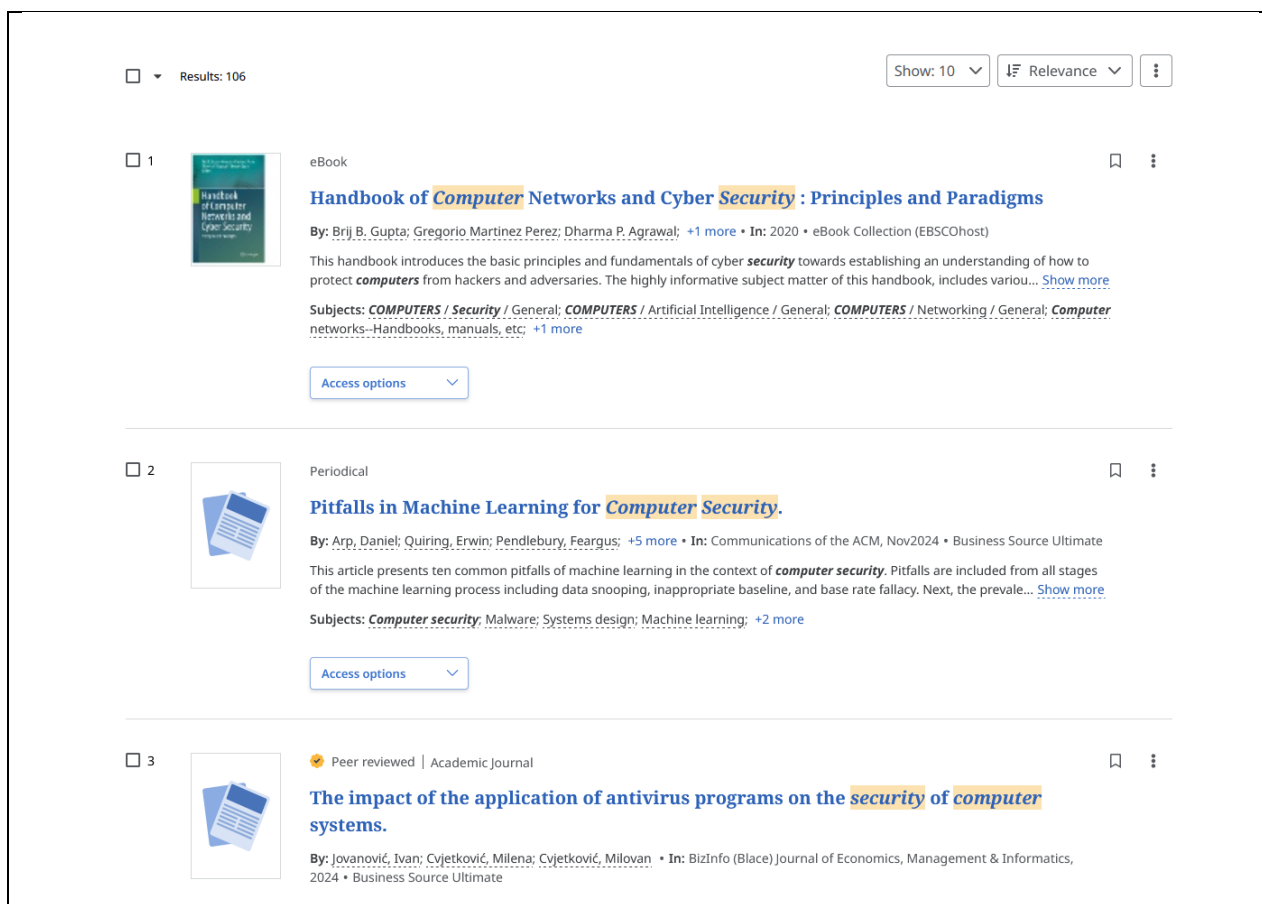 Results: 106
Show: 10
Relevance
1
Handbook
of Computer
Networks and
Cyber Security
eBook
Handbook of Computer Networks and Cyber Security : Principles and Paradigms
By: Brij B. Gupta; Gregorio Martinez Perez; Dharma P. Agrawal; +1 more • In: 2020 • eBook Collection (EBSCOhost)
This handbook introduces the basic principles and fundamentals of cyber security towards establishing an understanding of how to
protect computers from hackers and adversaries. The highly informative subject matter of this handbook, includes variou... Show more
Subjects: COMPUTERS / Security / General; COMPUTERS / Artificial Intelligence / General; COMPUTERS / Networking / General; Computer
networks--Handbooks, manuals, etc; +1 more
Access options
2
Periodical
Pitfalls in Machine Learning for Computer Security.
By: Arp, Daniel; Quiring, Erwin; Pendlebury, Feargus; +5 more • In: Communications of the ACM, Nov2024 • Business Source Ultimate
This article presents ten common pitfalls of machine learning in the context of computer security. Pitfalls are included from all stages
of the machine learning process including data snooping, inappropriate baseline, and base rate fallacy. Next, the prevale... Show more
Subjects: Computer security; Malware; Systems design; Machine learning; +2 more
Access options
3
Peer reviewed | Academic Journal
The impact of the application of antivirus programs on the security of computer
systems.
By: Jovanović, Ivan; Cvjetković, Milena; Cvjetković, Milovan • In: BizInfo (Blace) Journal of Economics, Management & Informatics,
2024 • Business Source Ultimate